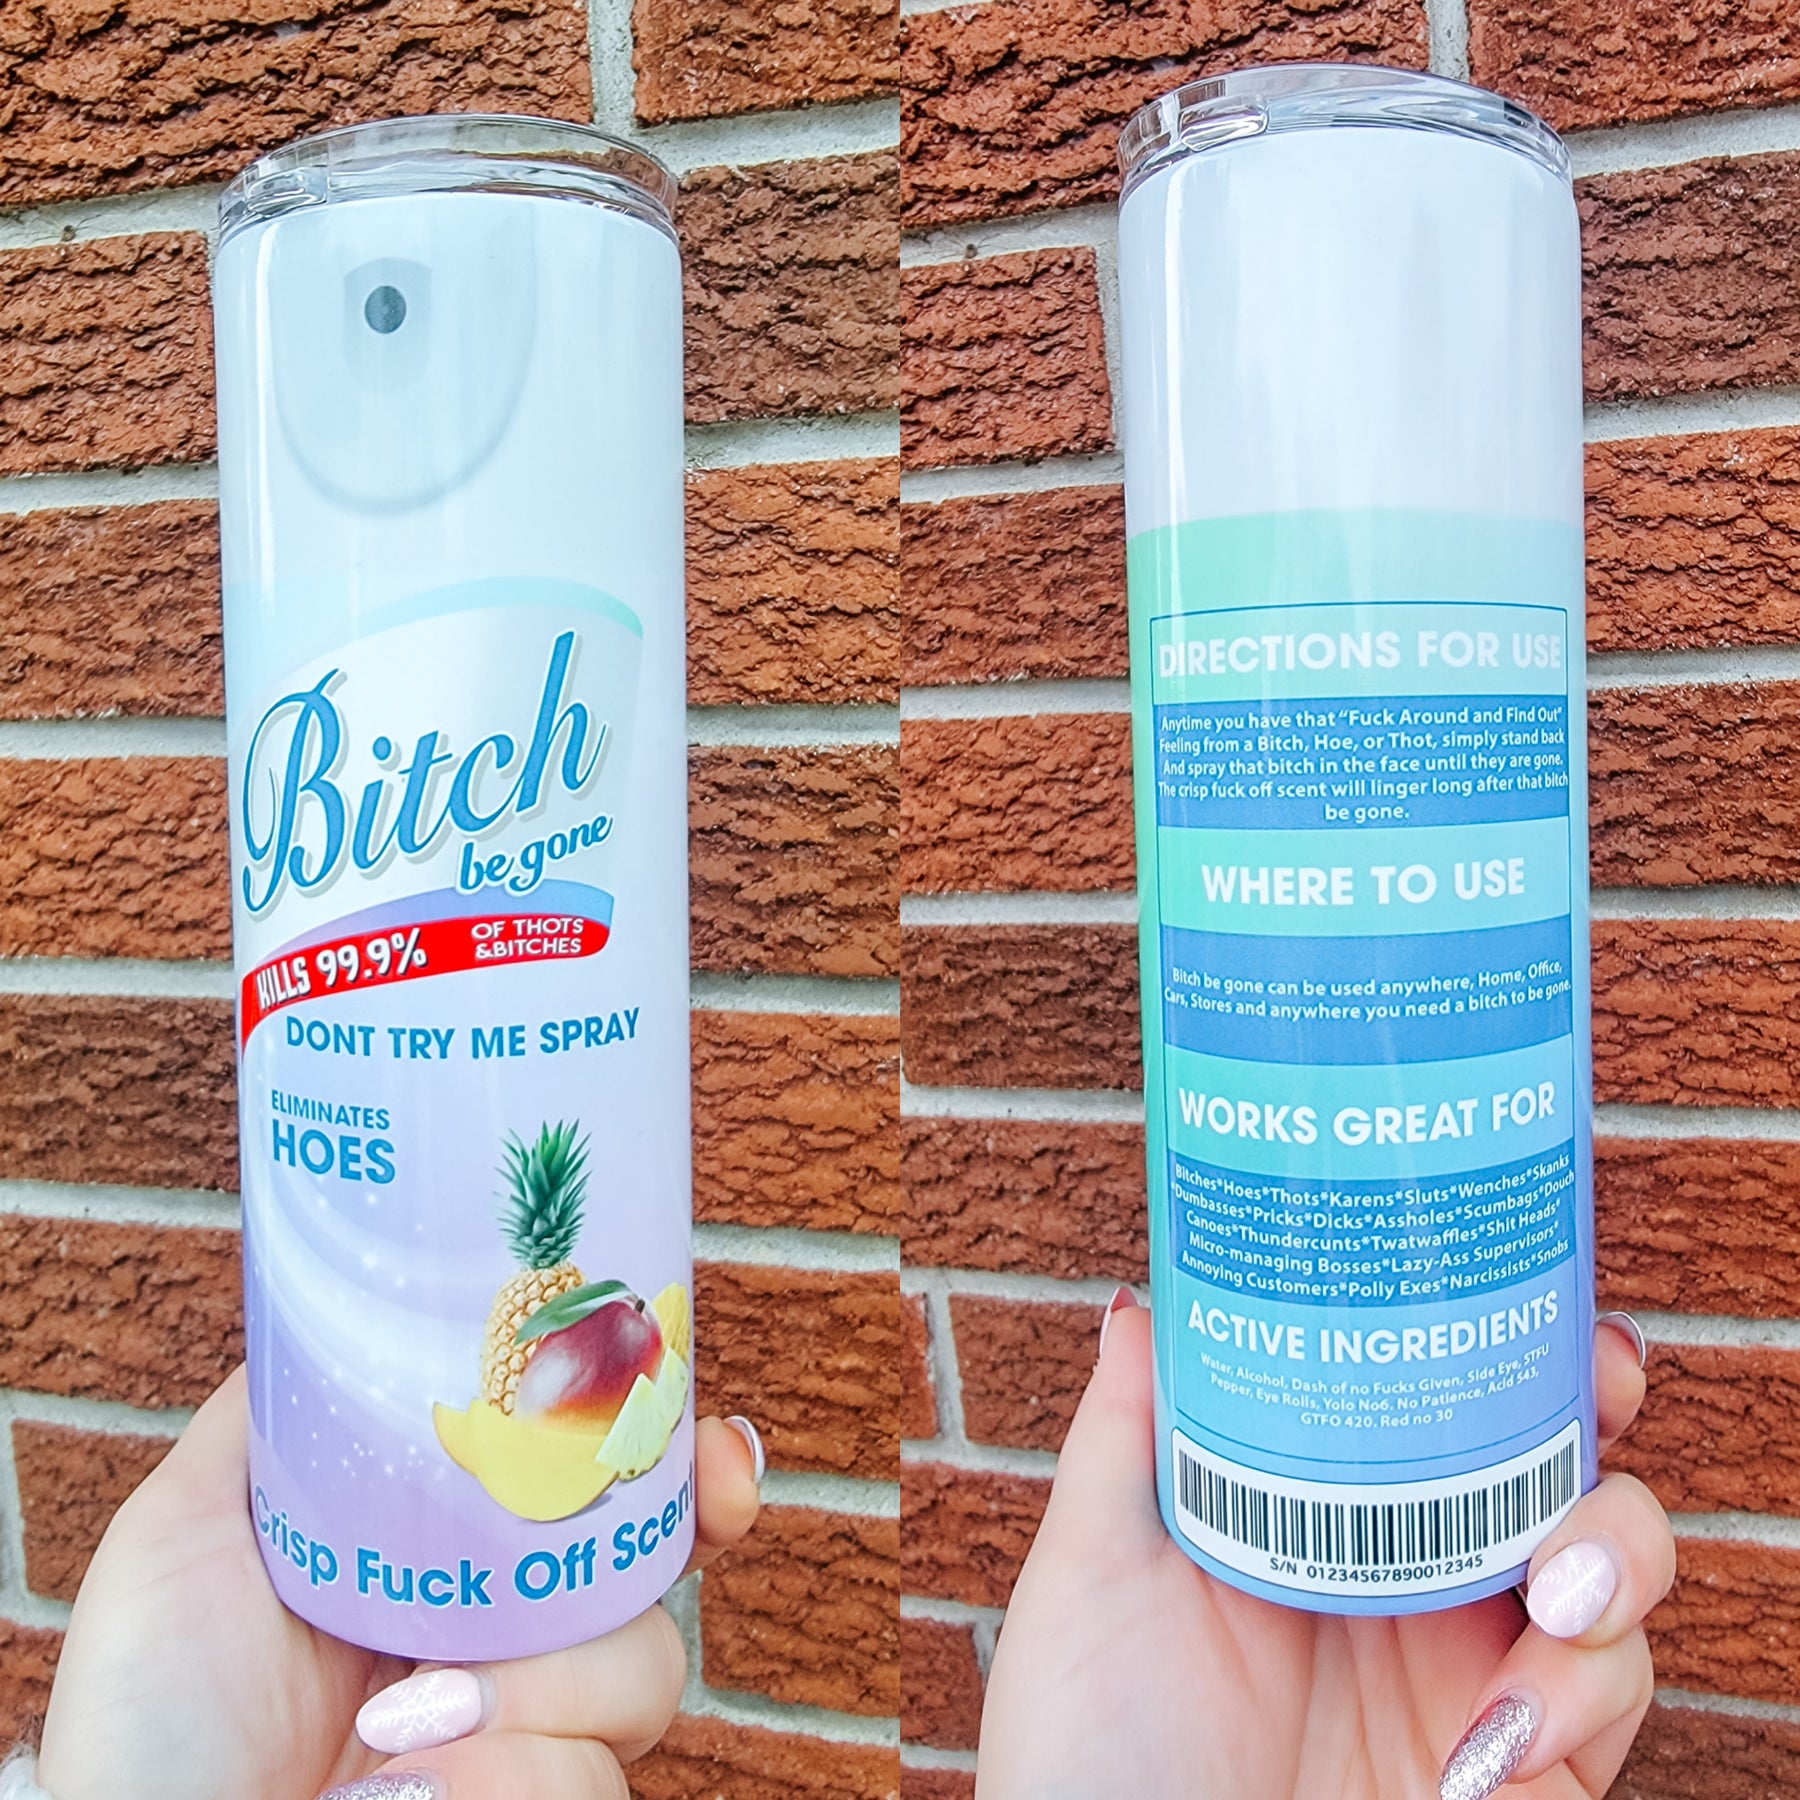 Bitch
be gone
KILLS 99.9% OF THOTS
&BITCHES
DONT TRY ME SPRAY
ELIMINATES
HOES
Crisp Fuck Off Scent
DIRECTIONS FOR USE
Anytime you have that "Fuck Around and Find Out"
Feeling from a Bitch, Hoe, or Thot, simply stand back
And spray that bitch in the face until they are gone.
The crisp fuck off scent will linger long after that bitch
be gone.
WHERE TO USE
Bitch be gone can be used anywhere, Home, Office,
Cars, Stores and anywhere you need a bitch to be gone.
WORKS GREAT FOR
Bitches*Hoes*Thots*Karens*Sluts*Wenches*Skanks
*Dumbasses*Pricks*Dicks*Assholes*Scumbags*Douch
Canoes*Thundercunts*Twatwaffles*Shit Heads*
Micro-managing Bosses*Lazy-Ass Supervisors*
Annoying Customers*Polly Exes*Narcissists*Snobs
ACTIVE INGREDIENTS
Water, Alcohol, Dash of no Fucks Given, Side Eye, STFU
Pepper, Eye Rolls, Yolo No6. No Patience, Acid 543,
GTFO 420. Red no 30
S/N 01234567890012345